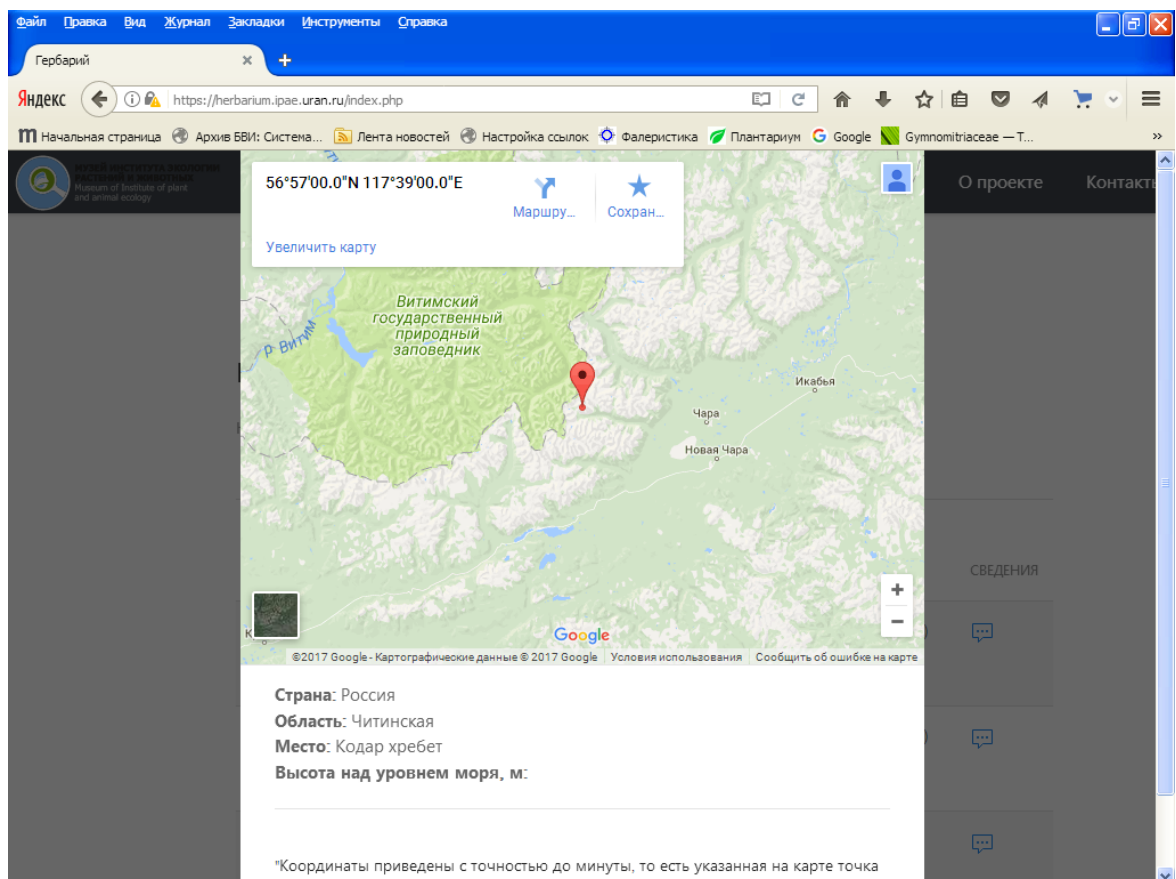 Файл Правка Вид Журнал Закладки Инструменты Справка
Гербарий
Яндекс https://herbarium.ipae.uran.ru/index.php
Начальная страница Архив БВИ: Система... Лента новостей Настройка ссылок Фалеристика Плантариум Google Gymnomitriaceae — T...
МУЗЕЙ ИНСТИТУТА ЭКОЛОГИИ
РАСТЕНИЙ И ЖИВОТНЫХ
Museum of Institute of plant
and animal ecology
О проекте Контакты
56°57'00.0"N 117°39'00.0"E
Маршру... Сохран...
Увеличить карту
Витимский
государственный
природный
заповедник
р Витим
Икабья
Чара
Новая Чара
СВЕДЕНИЯ
Google
©2017 Google - Картографические данные © 2017 Google Условия использования Сообщить об ошибке на карте
Страна: Россия
Область: Читинская
Место: Кодар хребет
Высота над уровнем моря, м:
"Координаты приведены с точностью до минуты, то есть указанная на карте точка